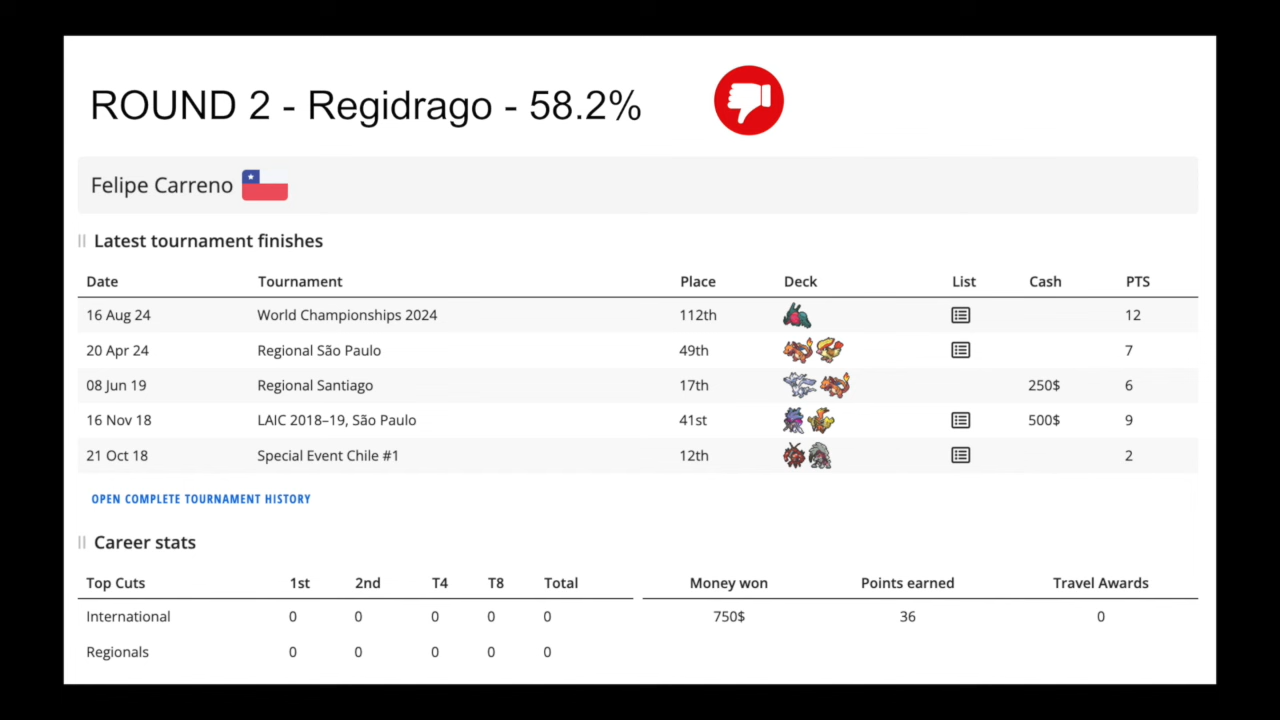 ROUND 2 - Regidrago - 58.2%
Felipe Carreno
Latest tournament finishes
Date Tournament Place Deck List Cash PTS
16 Aug 24 World Championships 2024 112th 12
20 Apr 24 Regional São Paulo 49th 7
08 Jun 19 Regional Santiago 17th 250$ 6
16 Nov 18 LAIC 2018–19, São Paulo 41st 500$ 9
21 Oct 18 Special Event Chile #1 12th 2
OPEN COMPLETE TOURNAMENT HISTORY
Career stats
Top Cuts 1st 2nd T4 T8 Total Money won Points earned Travel Awards
International 0 0 0 0 0 750$ 36 0
Regionals 0 0 0 0 0